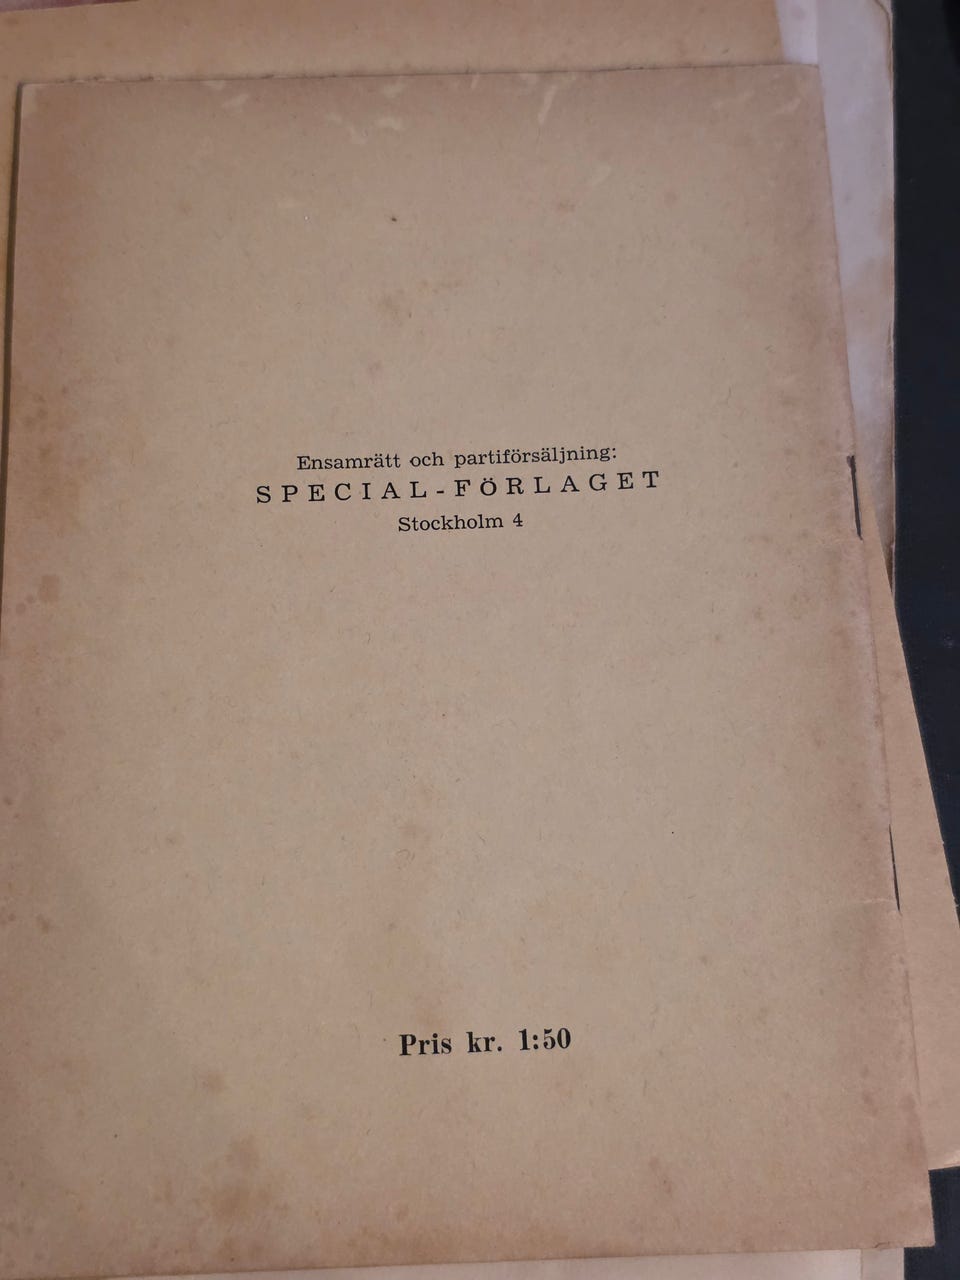 Ensamrätt och partiförsäljning:
SPECIAL-FÖRLAGET
Stockholm 4
Pris kr. 1:50